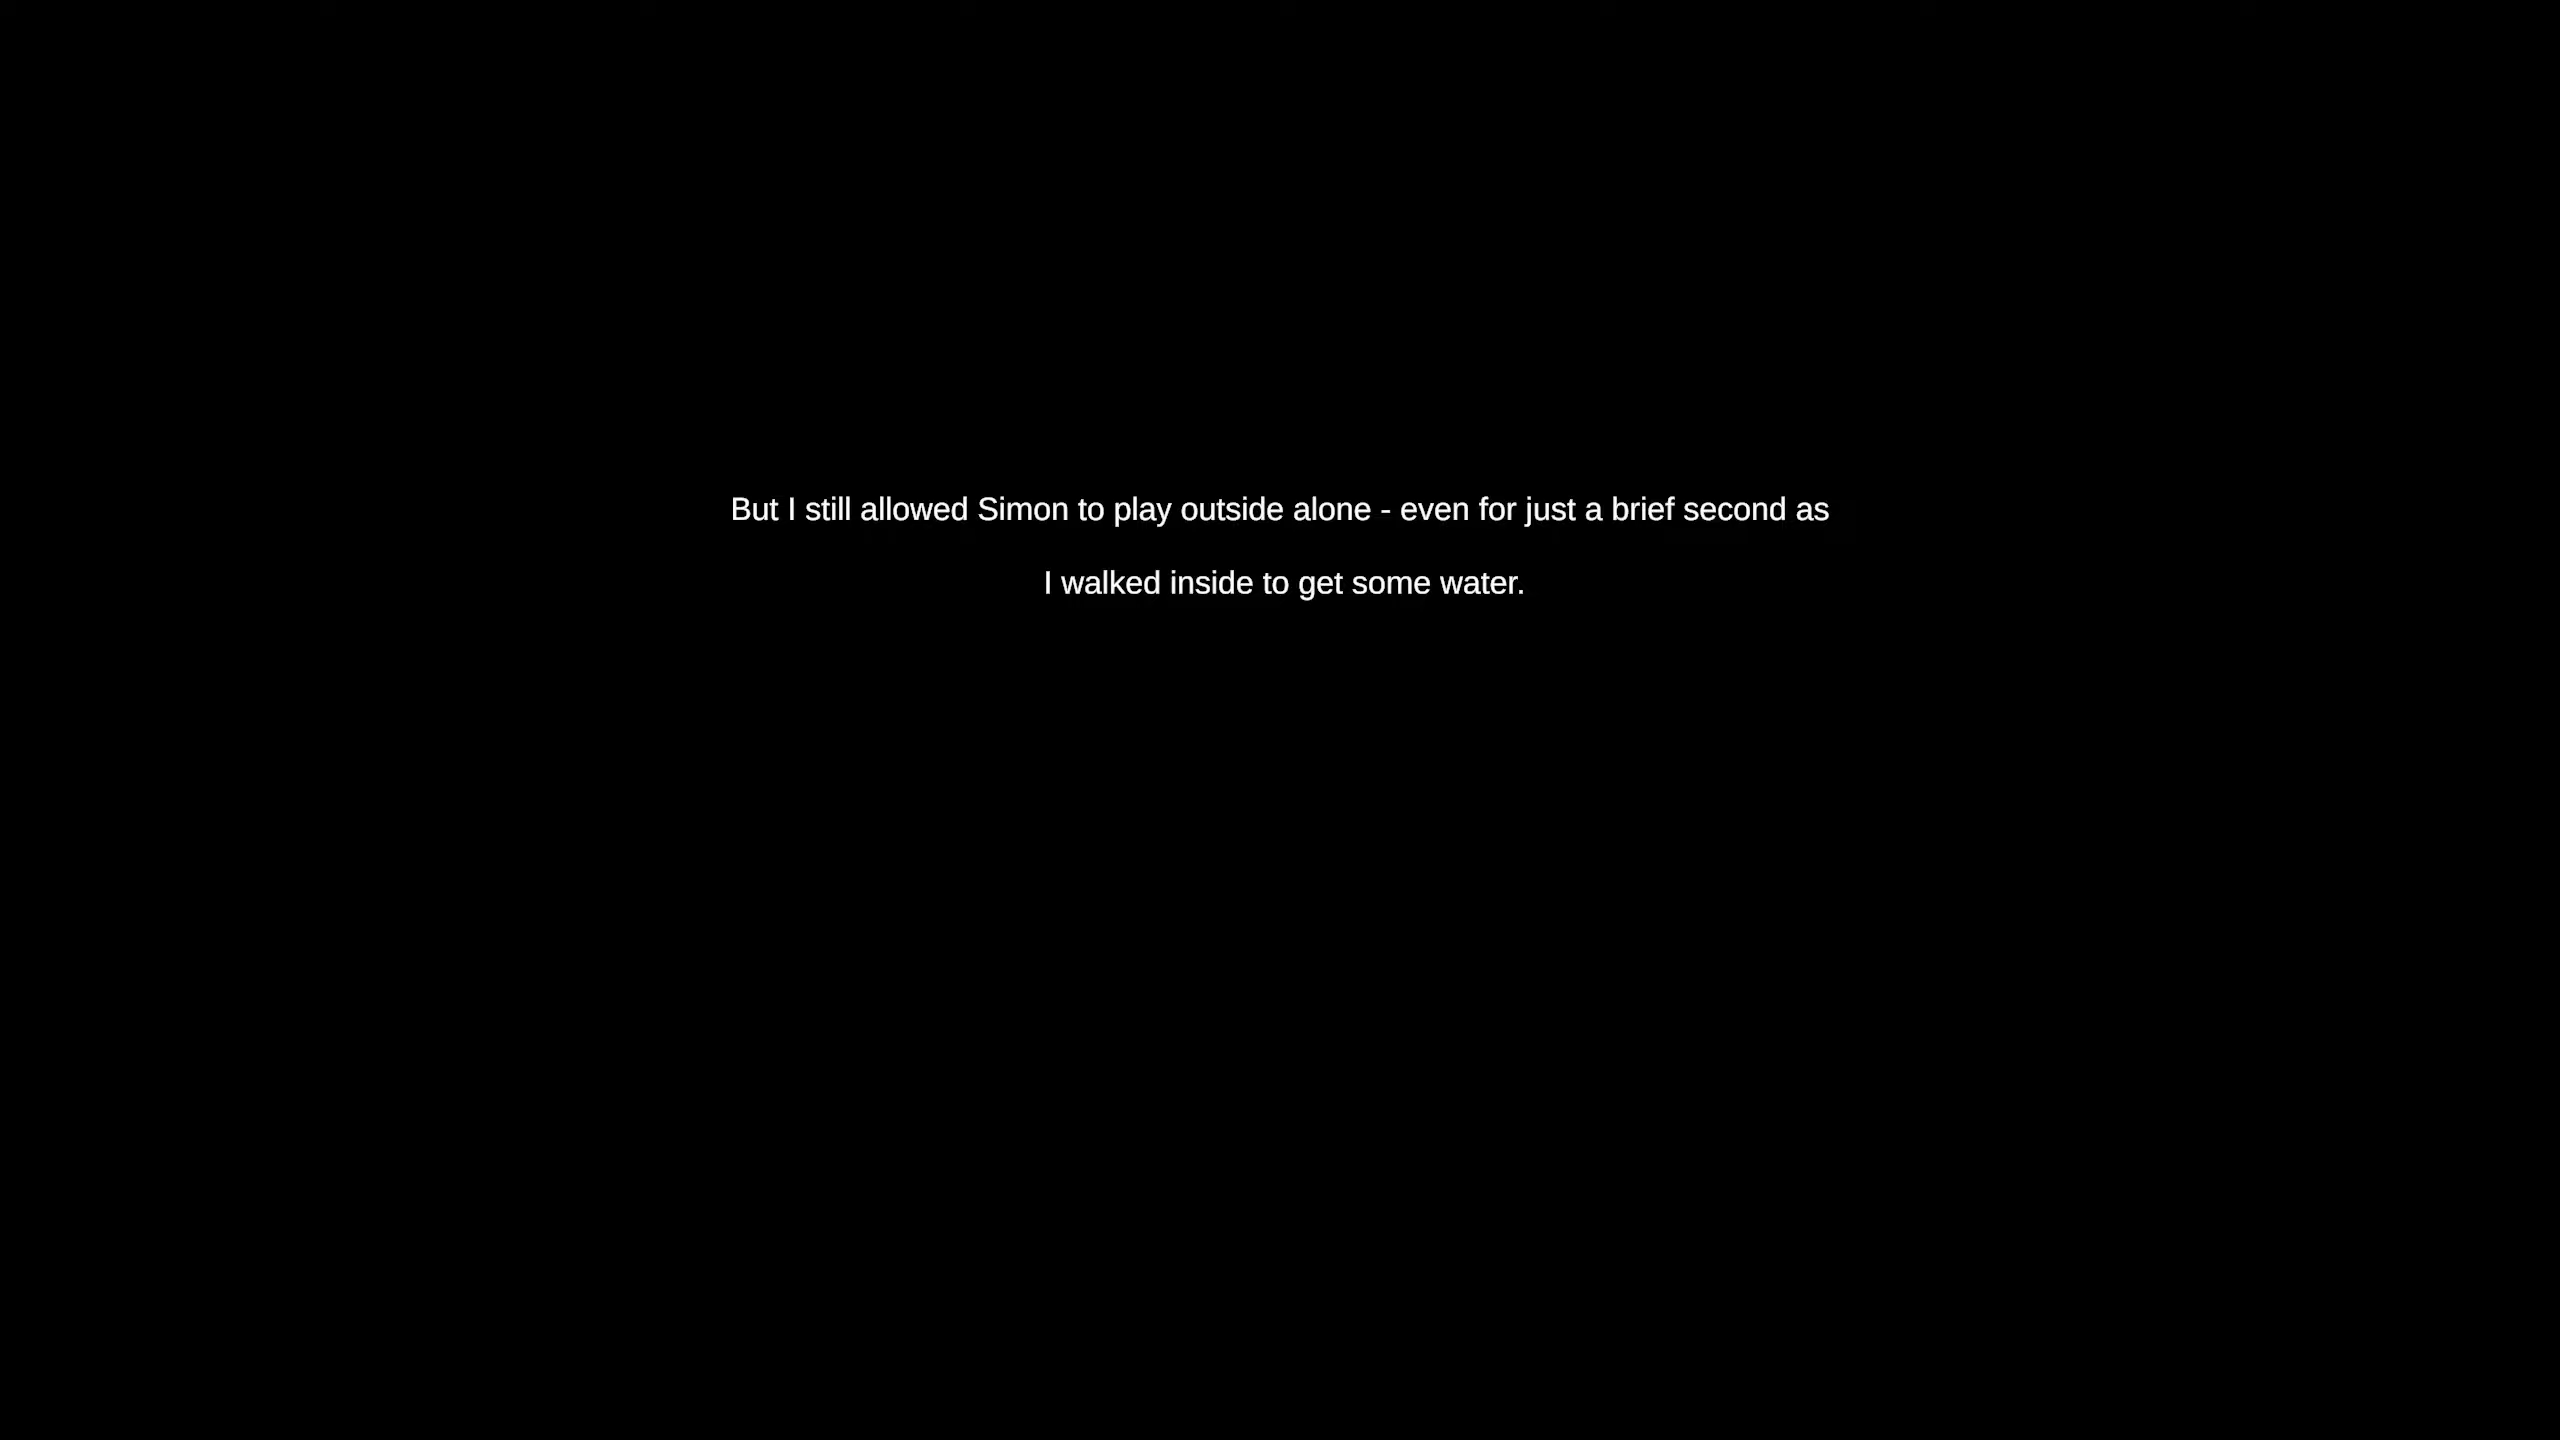 But I still allowed Simon to play outside alone - even for just a brief second as
I walked inside to get some water.